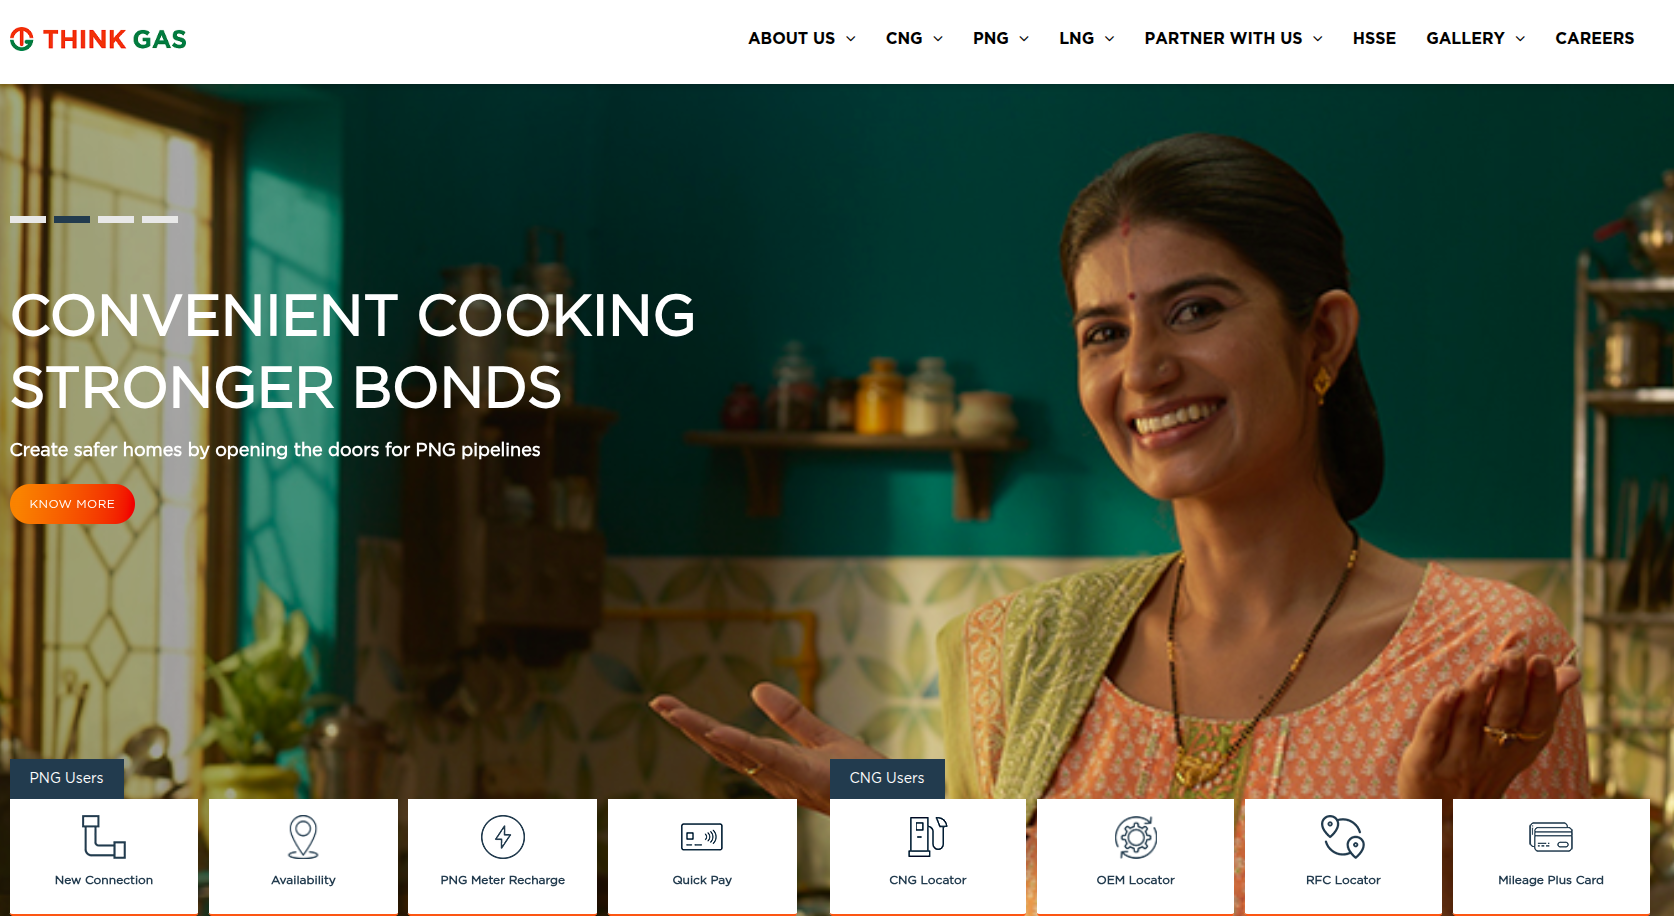 THINK GAS
ABOUT US CNG PNG LNG PARTNER WITH US HSSE GALLERY CAREERS
CONVENIENT COOKING
STRONGER BONDS
Create safer homes by opening the doors for PNG pipelines
KNOW MORE
PNG Users
New Connection
Availability
PNG Meter Recharge
Quick Pay
CNG Users
CNG Locator
OEM Locator
RFC Locator
Mileage Plus Card